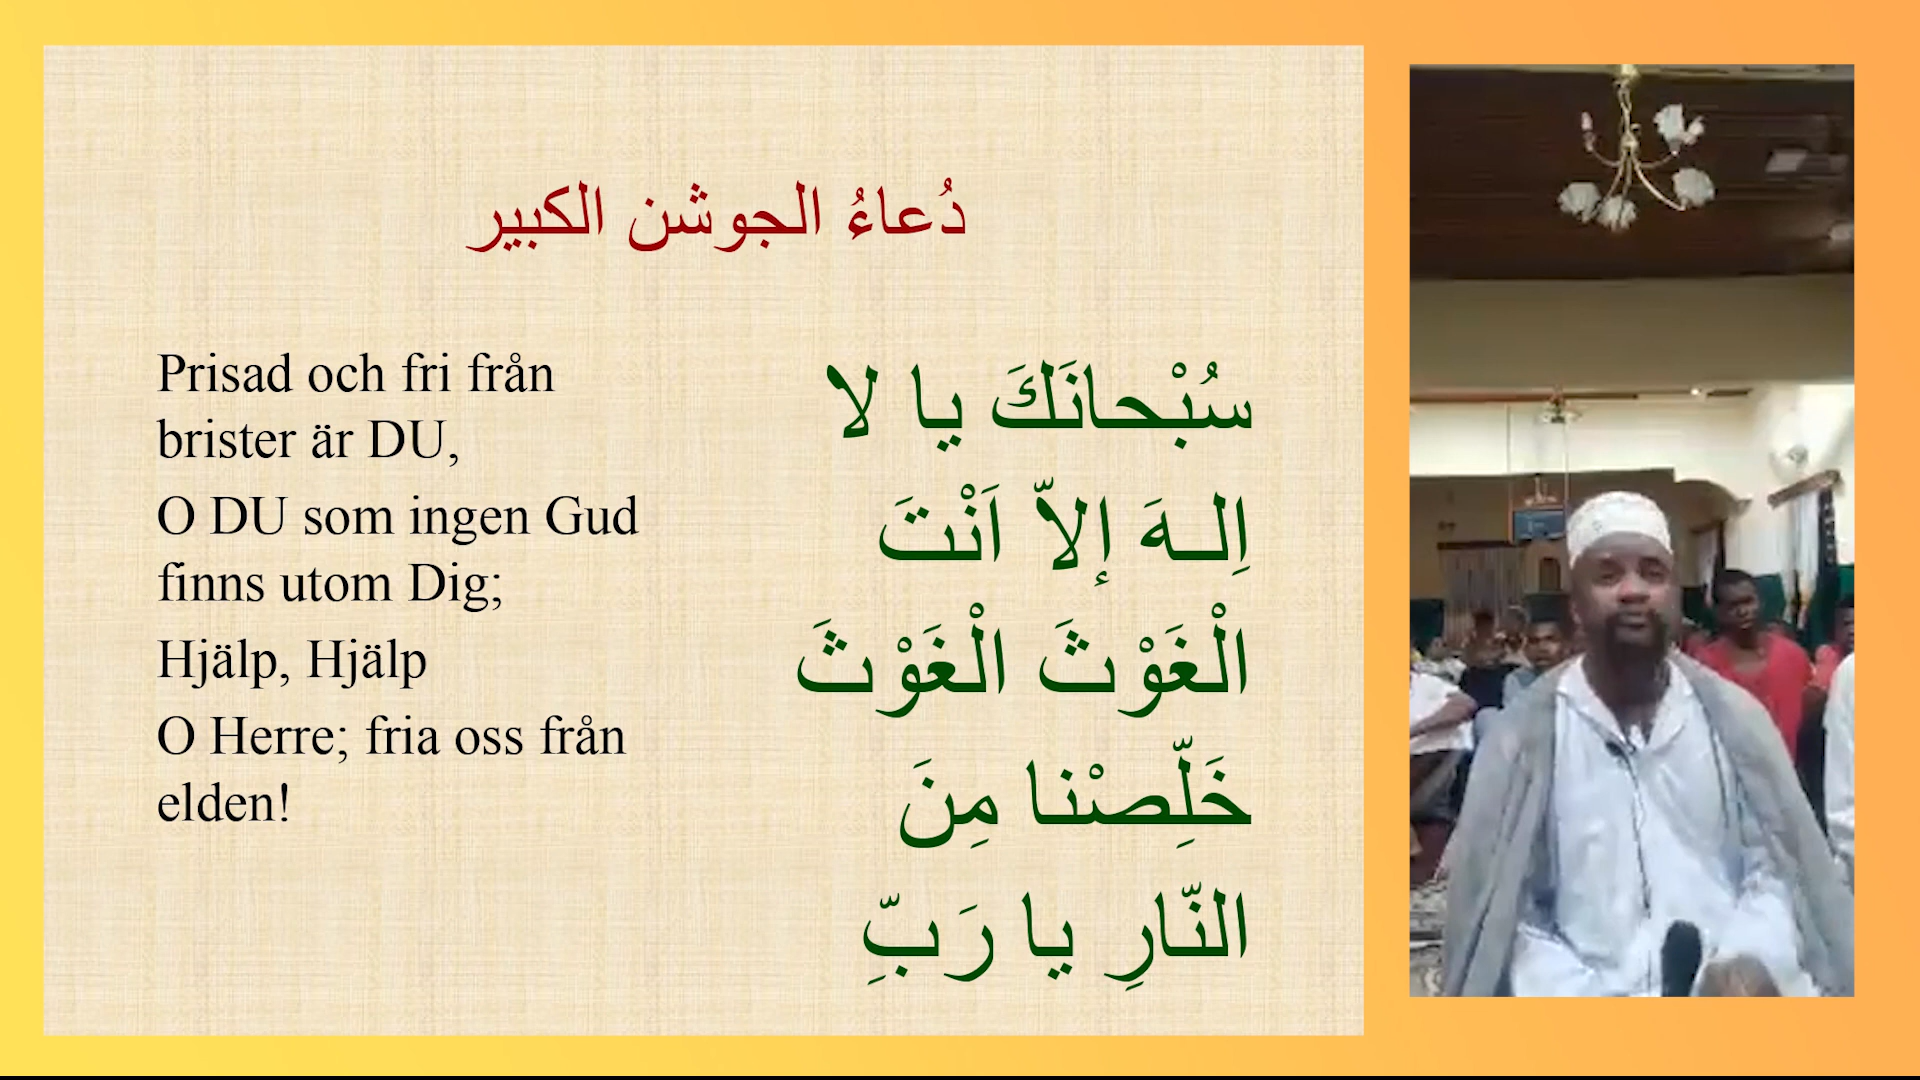 دُعاءُ الجوشن الكبير
Prisad och fri från
brister är DU,
O DU som ingen Gud
finns utom Dig;
Hjälp, Hjälp
O Herre; fria oss från
elden!
سُبْحانَكَ يا لا
اِلـهَ إلاّ اَنْتَ
الْغَوْثَ الْغَوْثَ
خَلِّصْنا مِنَ
النّارِ يا رَبِّ